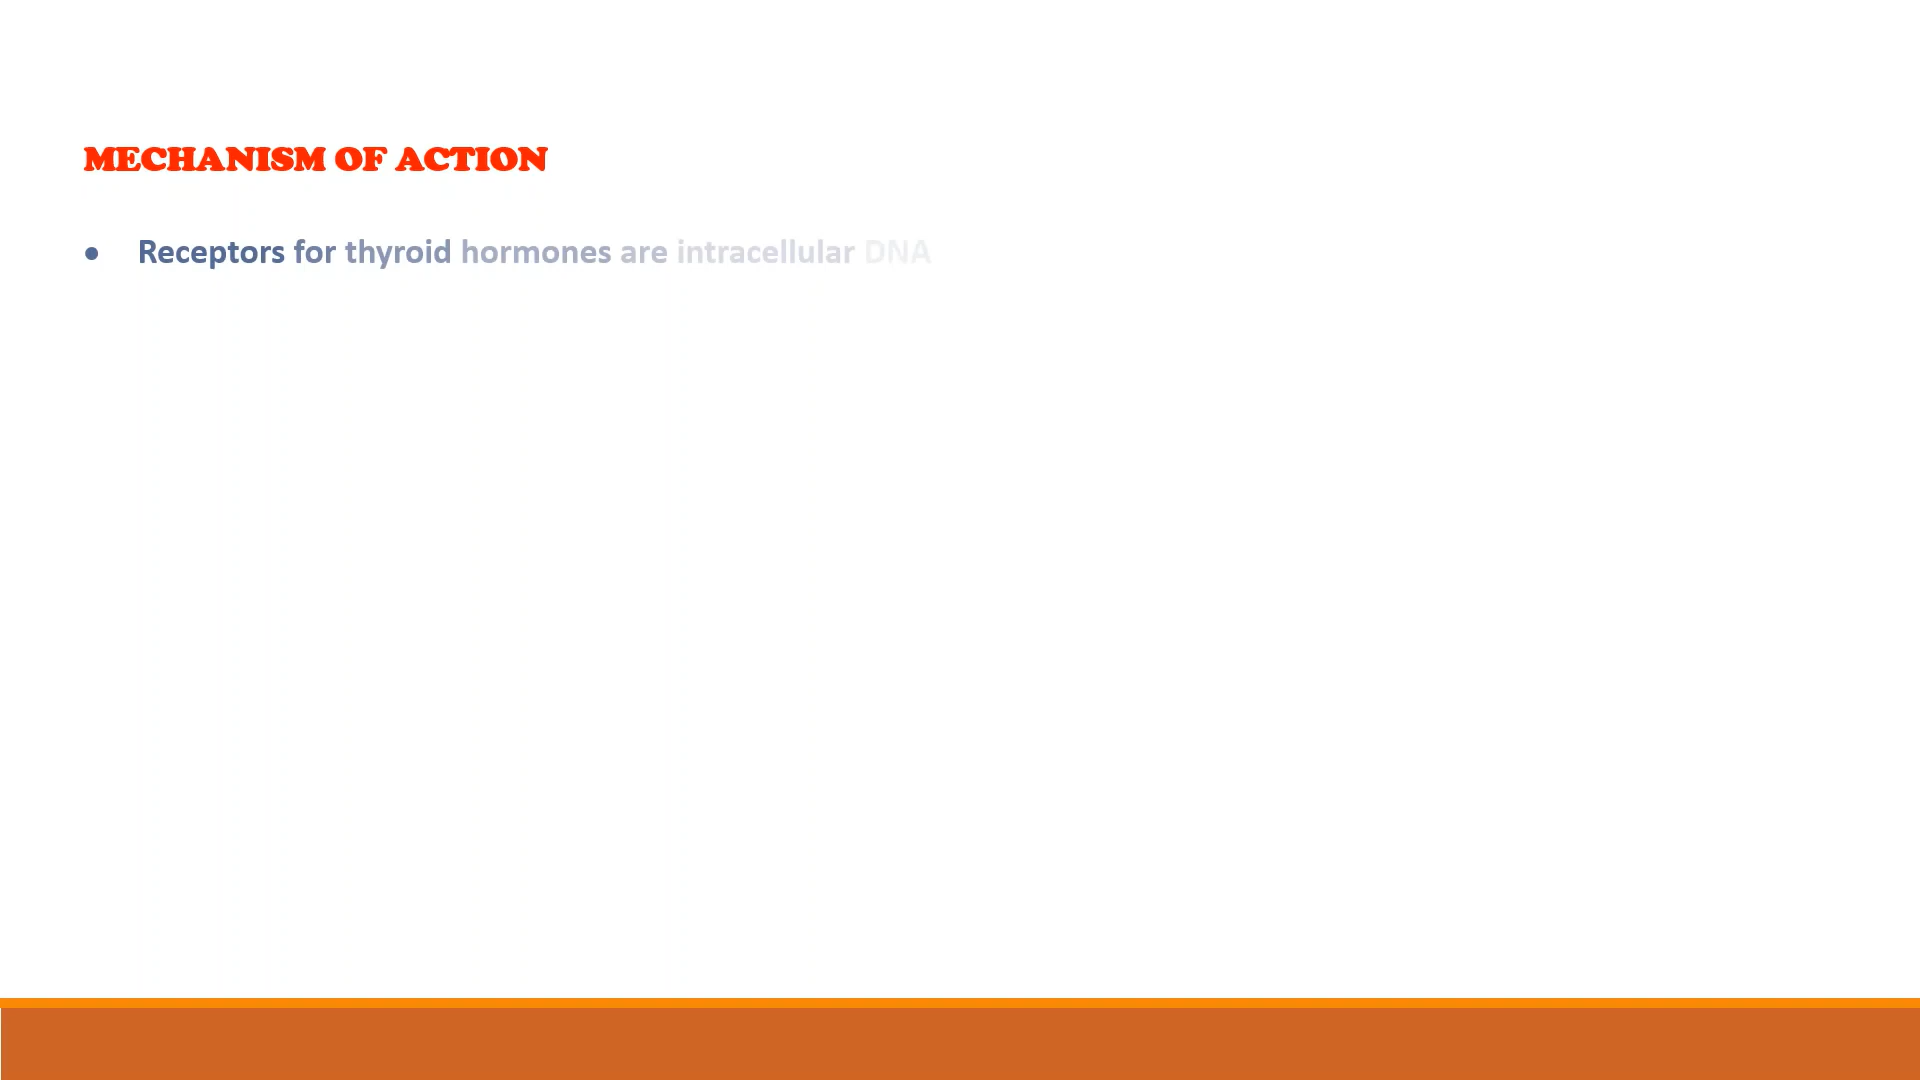 MECHANISM OF ACTION
• Receptors for thyroid hormones are intracellular DNA